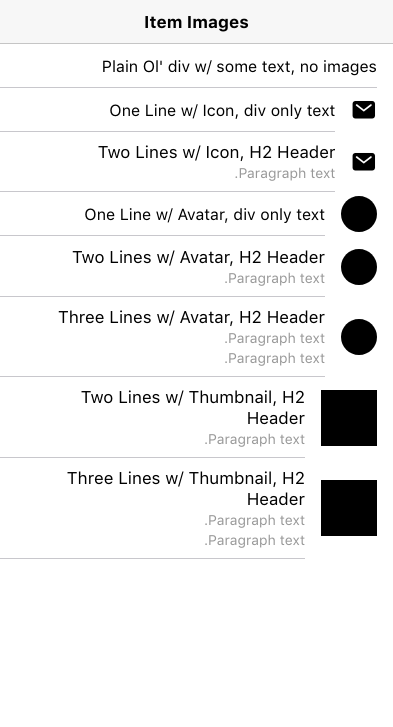 Item Images
Plain Ol' div w/ some text, no images
One Line w/ Icon, div only text
Two Lines w/ Icon, H2 Header
.Paragraph text
One Line w/ Avatar, div only text
Two Lines w/ Avatar, H2 Header
.Paragraph text
Three Lines w/ Avatar, H2 Header
.Paragraph text
.Paragraph text
Two Lines w/ Thumbnail, H2
Header
.Paragraph text
Three Lines w/ Thumbnail, H2
Header
.Paragraph text
.Paragraph text